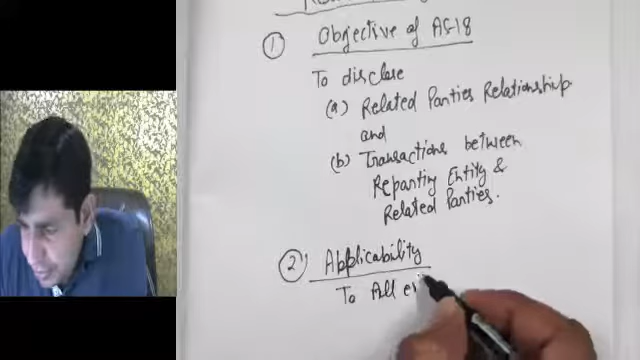 ① Objective of AS-18
To disclose
(a) Related Parties Relationship
and
(b) Transactions between
Reporting Entity &
Related Parties.
② Applicability
To All